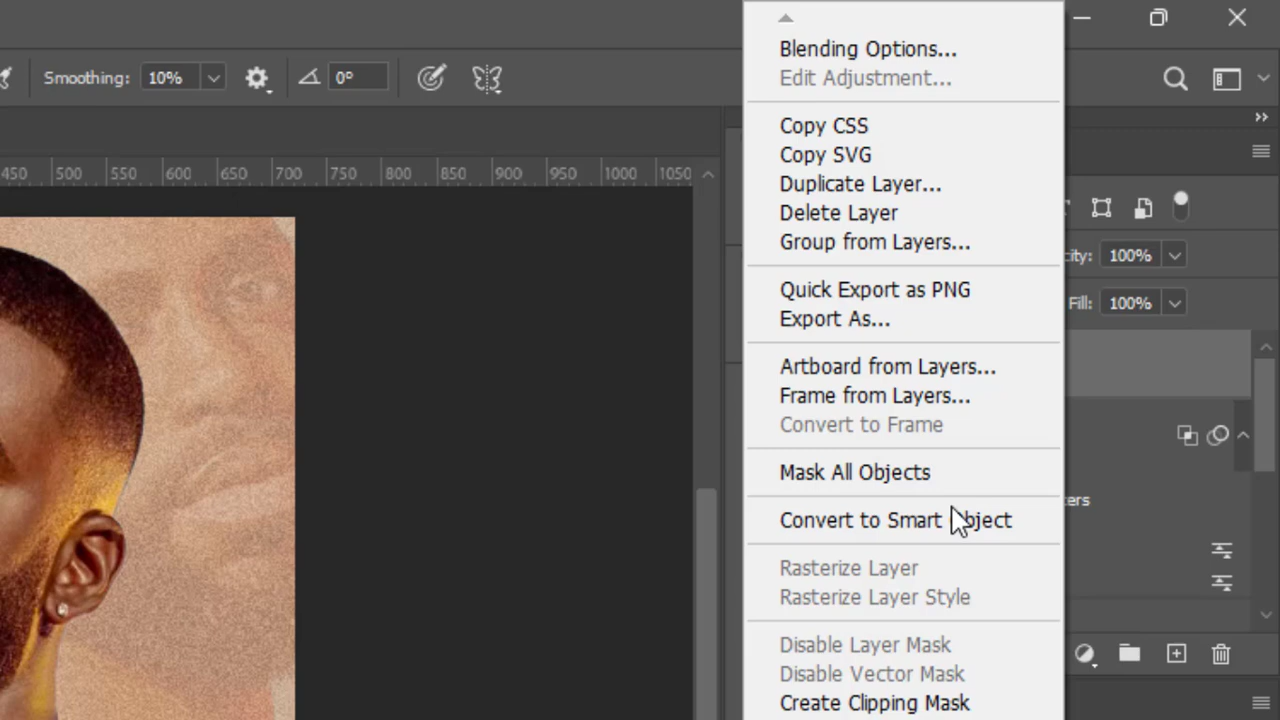 Blending Options...
Smoothing: 10% 0°
Edit Adjustment...
Copy CSS
Copy SVG
450 500 550 600 650 700 750 800 850 900 950 1000 1050
Duplicate Layer...
Delete Layer
Group from Layers...
100%
Quick Export as PNG
Fill: 100%
Export As...
Artboard from Layers...
Frame from Layers...
Convert to Frame
Mask All Objects
Convert to Smart Object
Rasterize Layer
Rasterize Layer Style
Disable Layer Mask
Disable Vector Mask
Create Clipping Mask